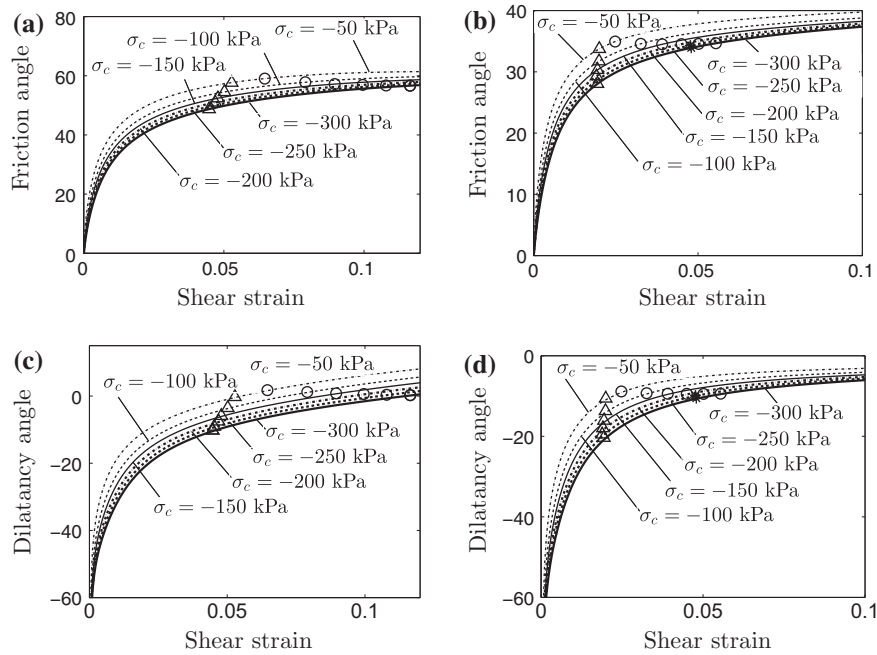 (a)
80
60
40
20
0
Friction angle
σc = −100 kPa
σc = −50 kPa
σc = −150 kPa
σc = −300 kPa
σc = −250 kPa
σc = −200 kPa
0
0.05
0.1
Shear strain
(b)
40
30
20
10
0
Friction angle
σc = −50 kPa
σc = −300 kPa
σc = −250 kPa
σc = −200 kPa
σc = −150 kPa
σc = −100 kPa
0
0.05
0.1
Shear strain
(c)
0
−20
−40
−60
Dilatancy angle
σc = −50 kPa
σc = −100 kPa
σc = −300 kPa
σc = −250 kPa
σc = −200 kPa
σc = −150 kPa
0
0.05
0.1
Shear strain
(d)
0
−20
−40
−60
Dilatancy angle
σc = −50 kPa
σc = −300 kPa
σc = −250 kPa
σc = −200 kPa
σc = −150 kPa
σc = −100 kPa
0
0.05
0.1
Shear strain